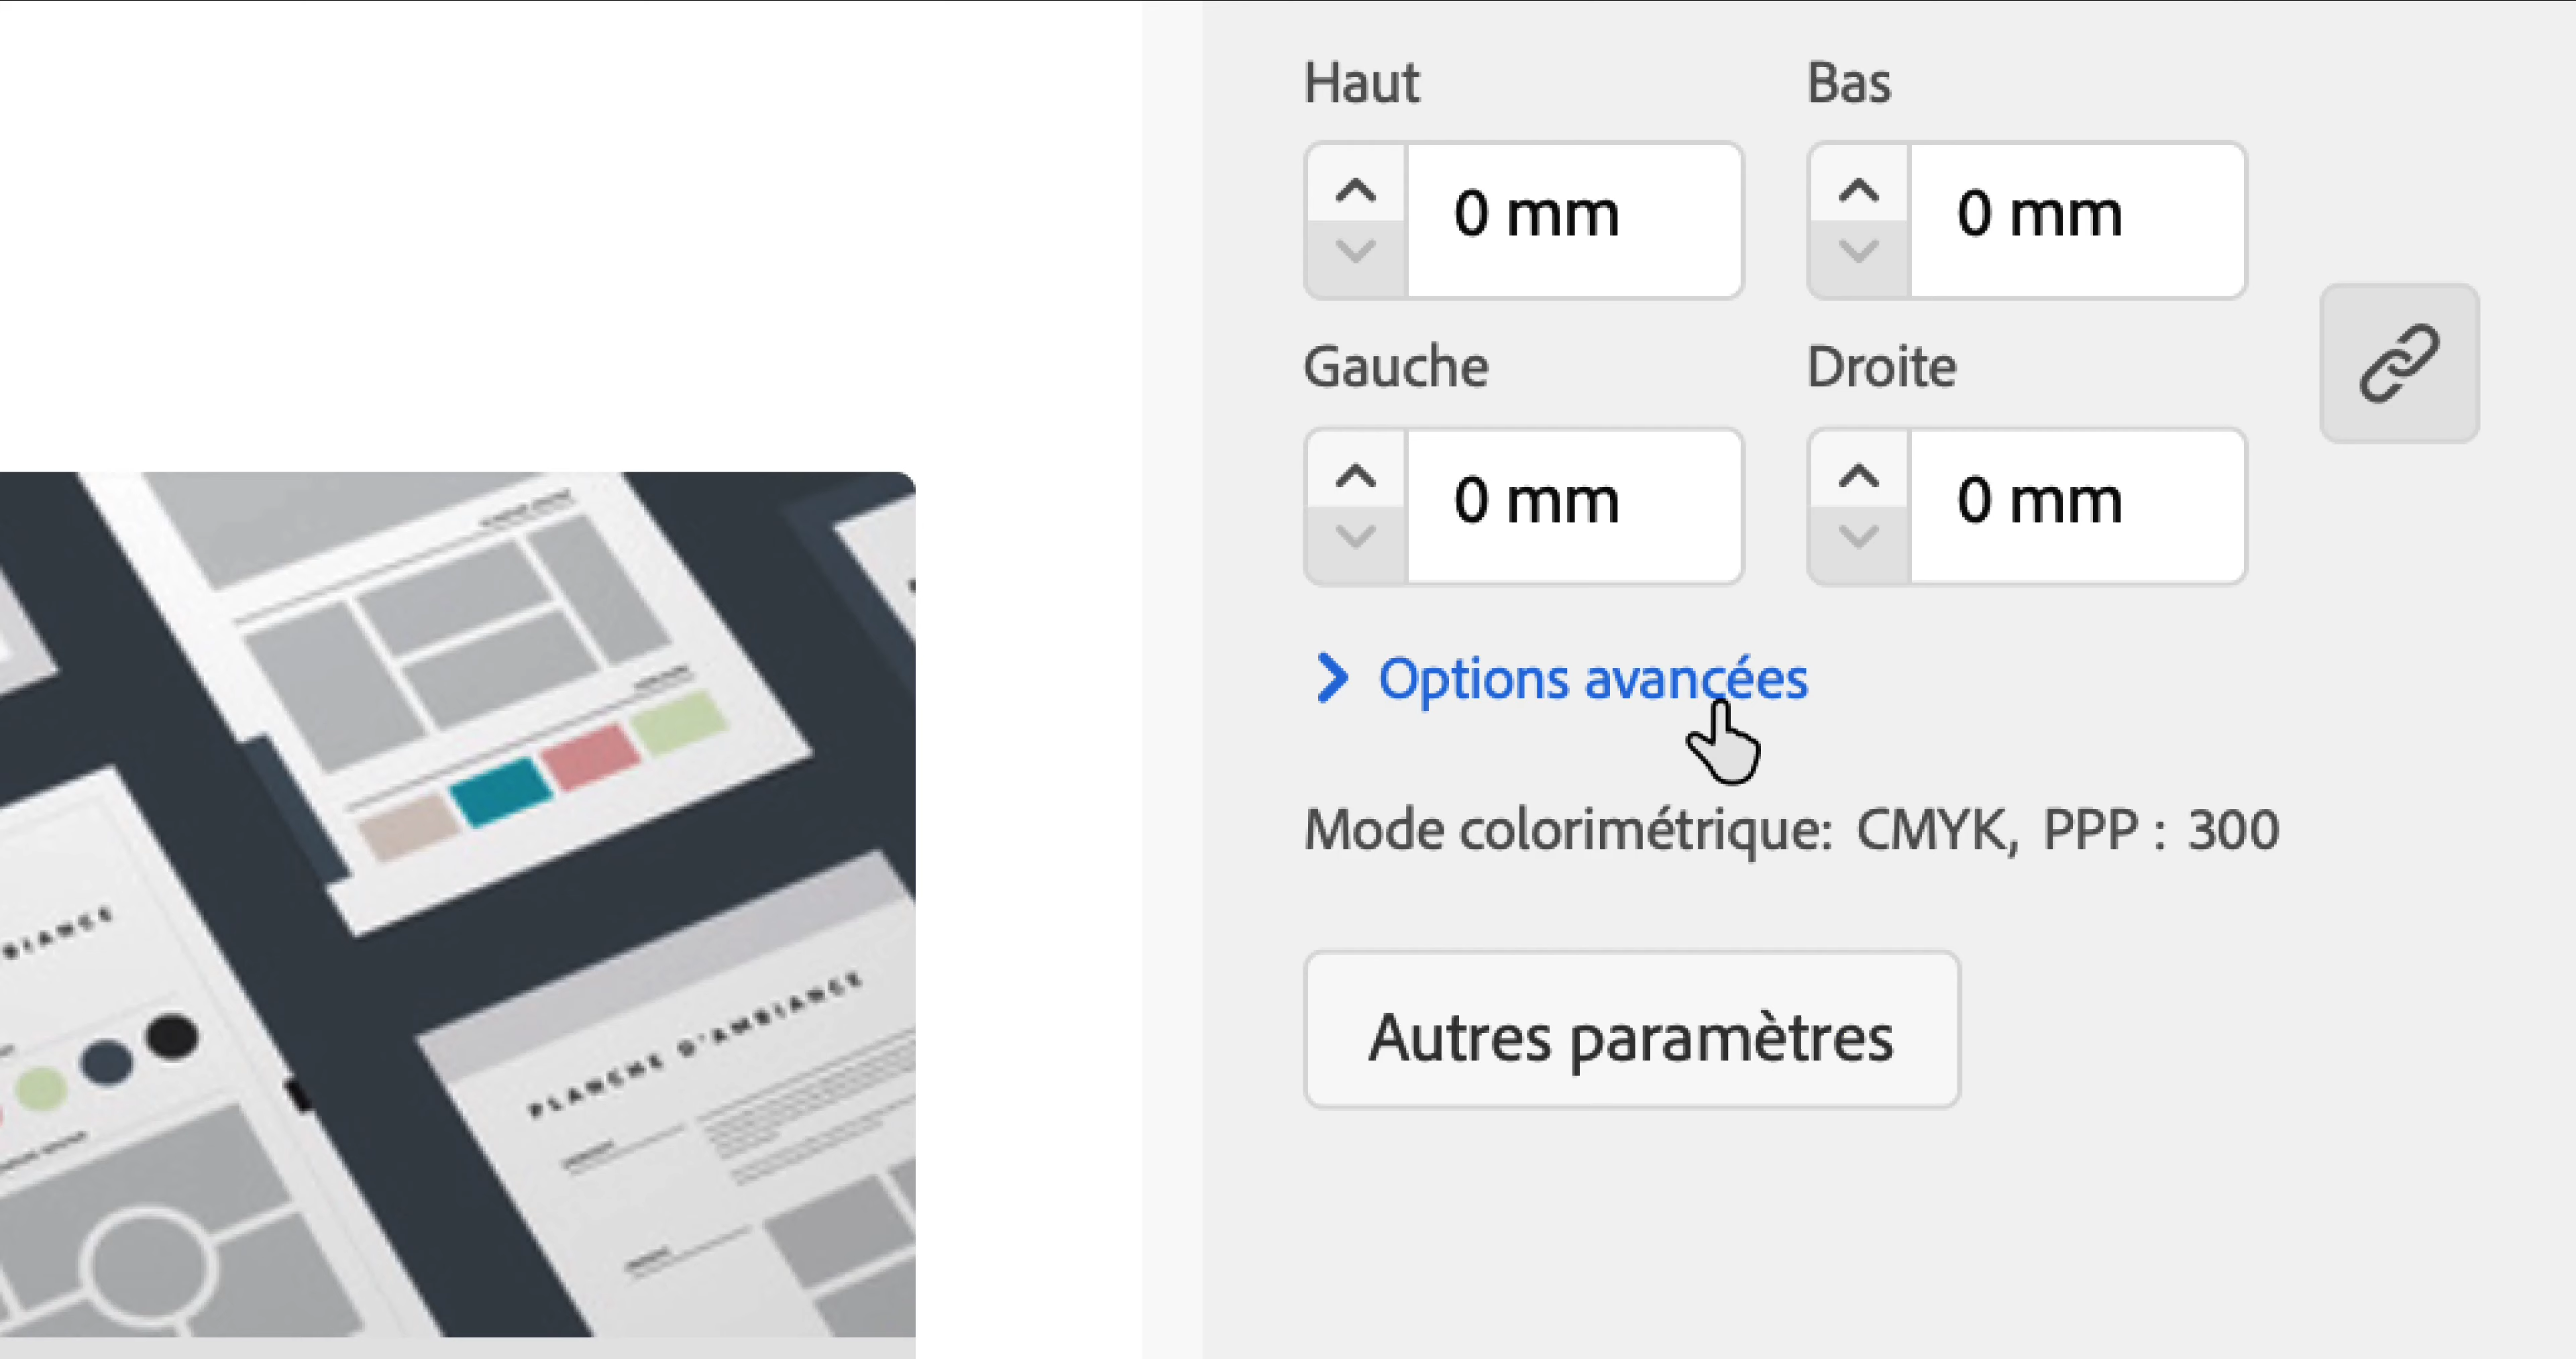 Haut
Bas
0 mm
0 mm
Gauche
Droite
0 mm
0 mm
Options avancées
Mode colorimétrique: CMYK, PPP : 300
Autres paramètres
PLANCHE D'AMBIANCE